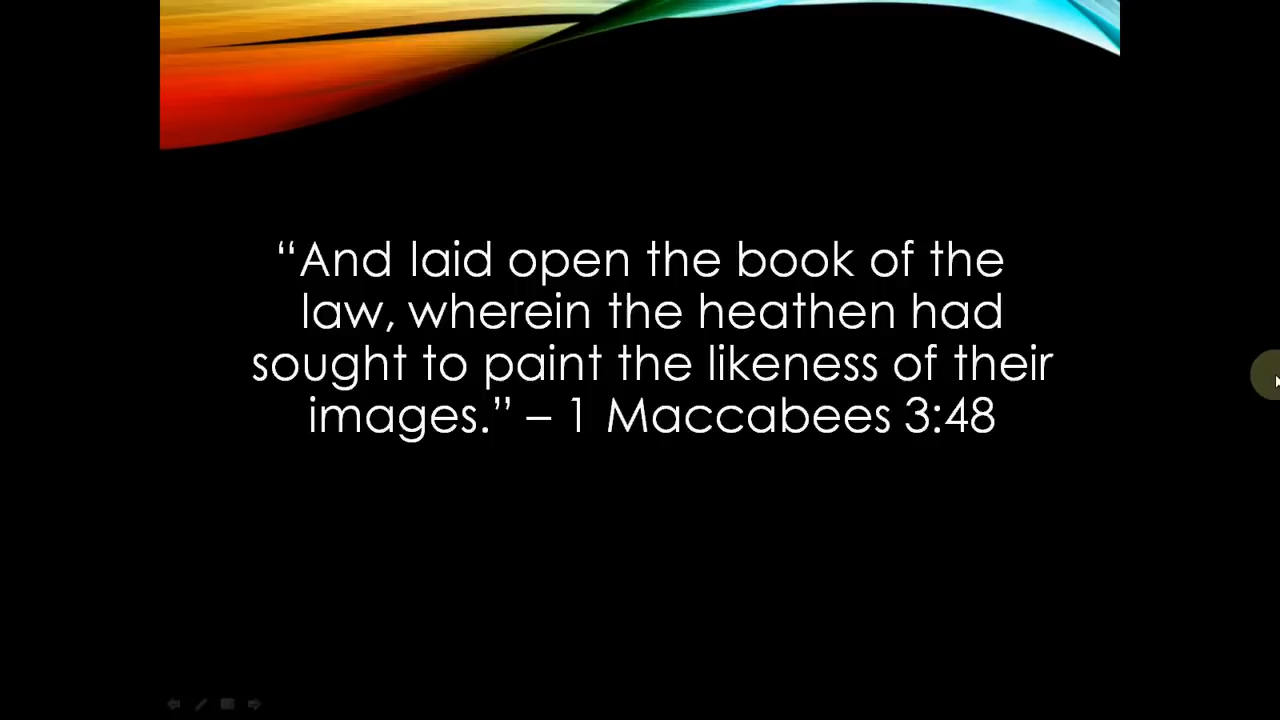 “And laid open the book of the
law, wherein the heathen had
sought to paint the likeness of their
images.” – 1 Maccabees 3:48